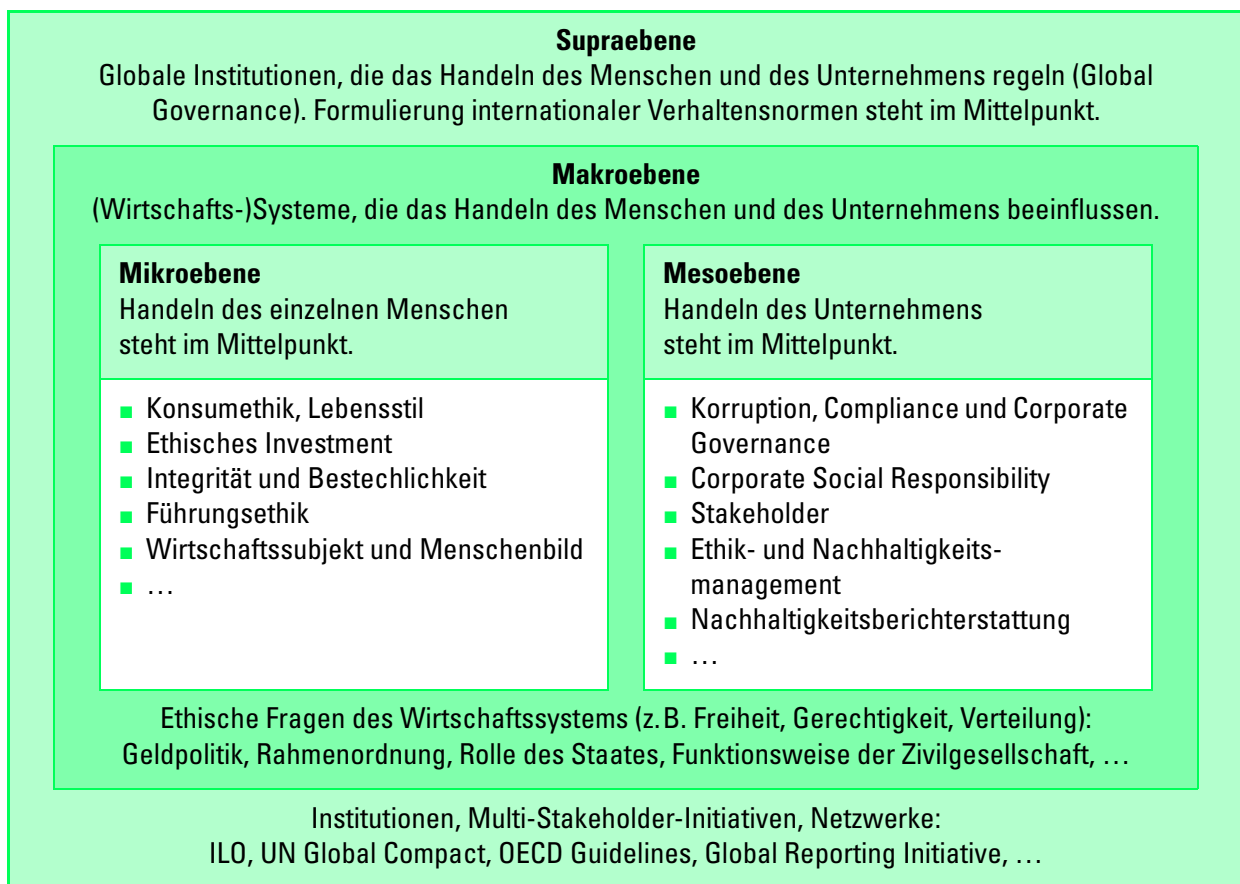 Supraebene
Globale Institutionen, die das Handeln des Menschen und des Unternehmens regeln (Global
Governance). Formulierung internationaler Verhaltensnormen steht im Mittelpunkt.
Makroebene
(Wirtschafts-)Systeme, die das Handeln des Menschen und des Unternehmens beeinflussen.
Mikroebene
Handeln des einzelnen Menschen
steht im Mittelpunkt.
■ Konsumethik, Lebensstil
■ Ethisches Investment
■ Integrität und Bestechlichkeit
■ Führungsethik
■ Wirtschaftssubjekt und Menschenbild
■ …
Mesoebene
Handeln des Unternehmens
steht im Mittelpunkt.
■ Korruption, Compliance und Corporate
Governance
■ Corporate Social Responsibility
■ Stakeholder
■ Ethik- und Nachhaltigkeits-
management
■ Nachhaltigkeitsberichterstattung
■ …
Ethische Fragen des Wirtschaftssystems (z. B. Freiheit, Gerechtigkeit, Verteilung):
Geldpolitik, Rahmenordnung, Rolle des Staates, Funktionsweise der Zivilgesellschaft, …
Institutionen, Multi-Stakeholder-Initiativen, Netzwerke:
ILO, UN Global Compact, OECD Guidelines, Global Reporting Initiative, …